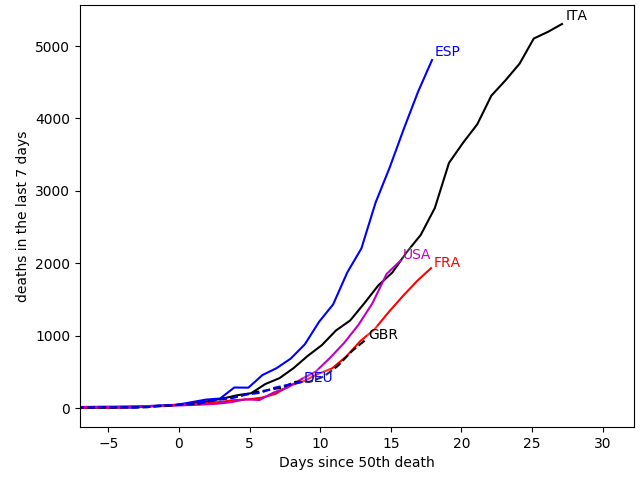 ITA
5000
ESP
4000
3000
deaths in the last 7 days
2000
USA
FRA
1000
GBR
DEU
0
−5 0 5 10 15 20 25 30
Days since 50th death